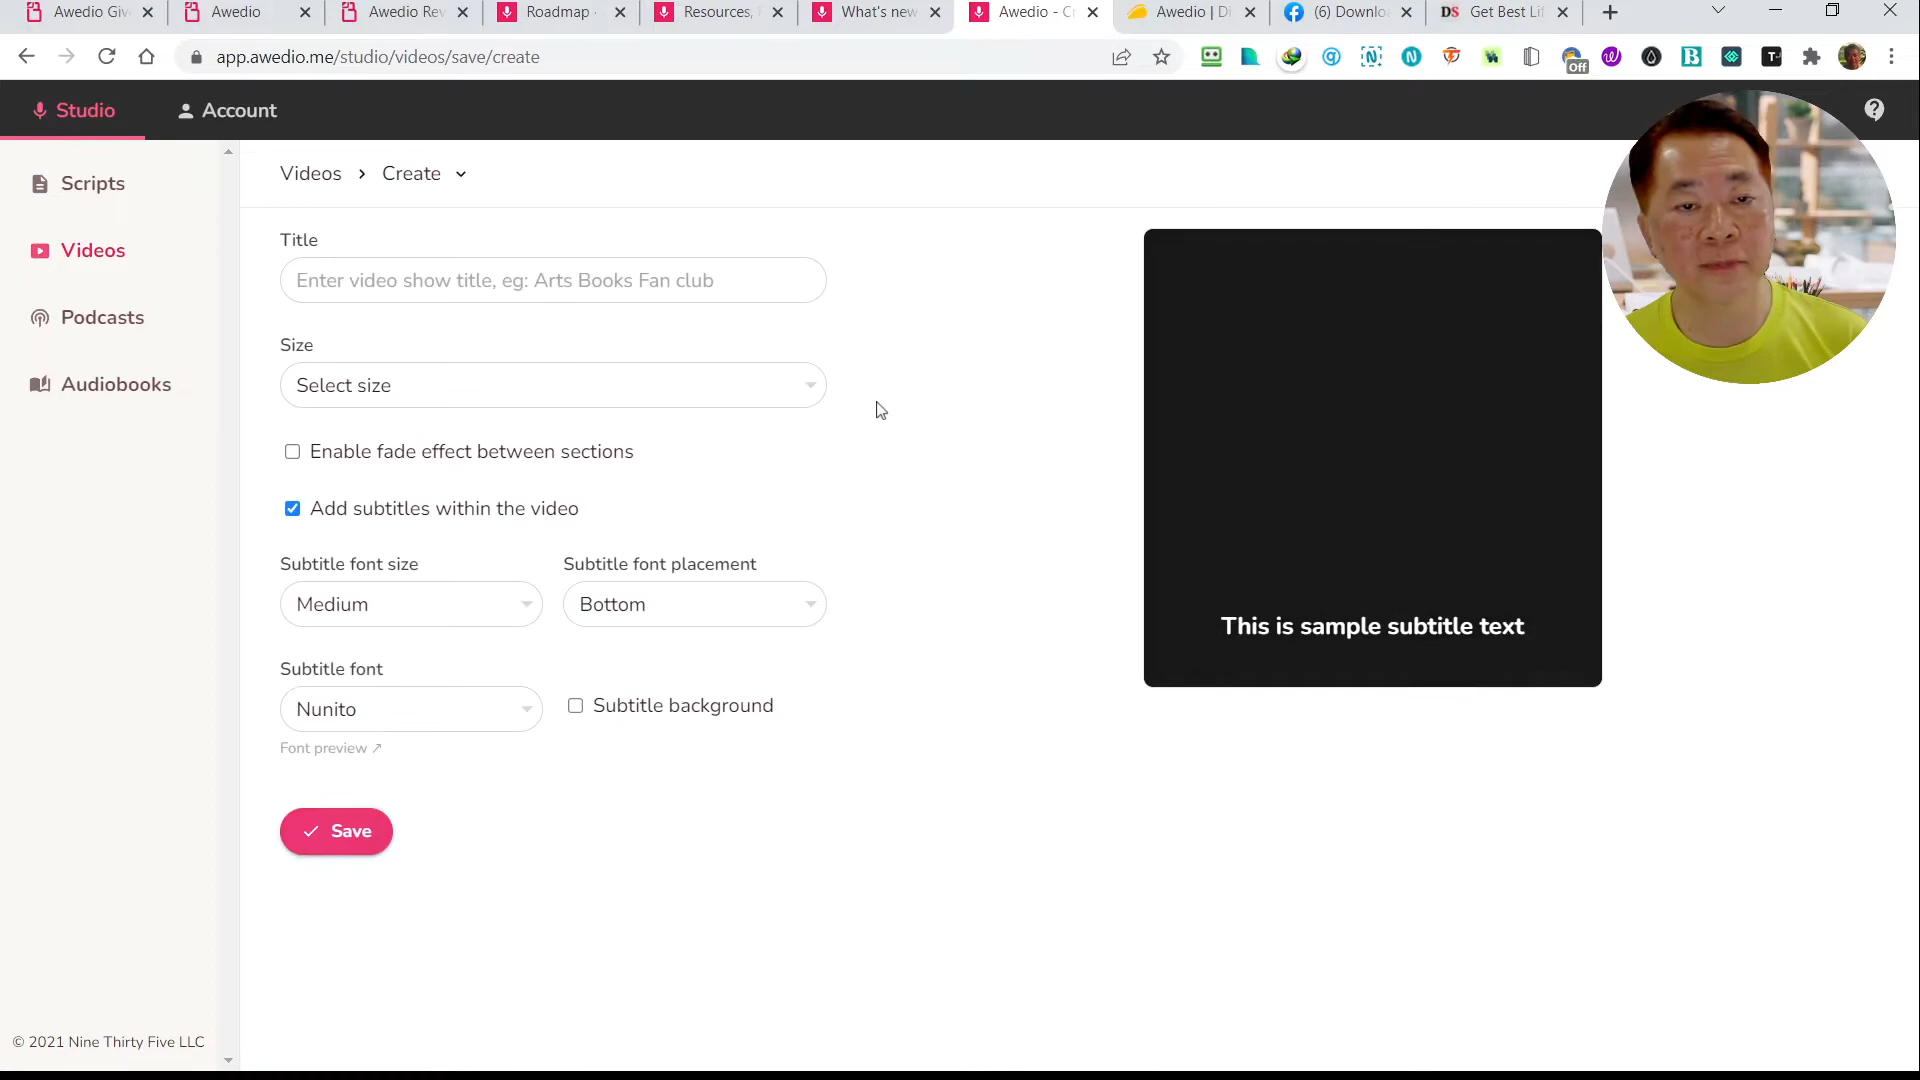 Awedio Giv
Awedio
Awedio Rev
Roadmap -
Resources,
What's new
Awedio - C
Awedio | D
(6) Downlo
Get Best Li
app.awedio.me/studio/videos/save/create
Off
Studio
Account
Scripts
Videos
Podcasts
Audiobooks
Videos
Create
Title
Enter video show title, eg: Arts Books Fan club
Size
Select size
Enable fade effect between sections
Add subtitles within the video
Subtitle font size
Subtitle font placement
Medium
Bottom
Subtitle font
Nunito
Subtitle background
Font preview ↗
Save
This is sample subtitle text
© 2021 Nine Thirty Five LLC